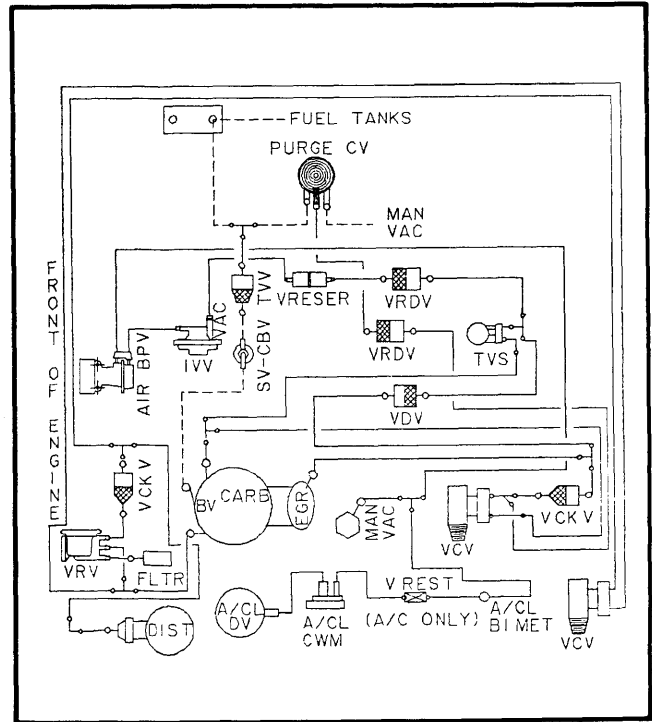 FUEL TANKS
PURGE CV
MAN
VAC
FRONT OF ENGINE
AIR BPV
VAC
IVV
TVV
SV-CBV
VRESER
VRDV
VRDV
TVS
VDV
VCKV
VRV
FLTR
BV
CARB
EGR
MAN
VAC
VCKV
VCV
DIST
A/CL
DV
A/CL
CWM
V REST
(A/C ONLY)
A/CL
BI MET
VCV